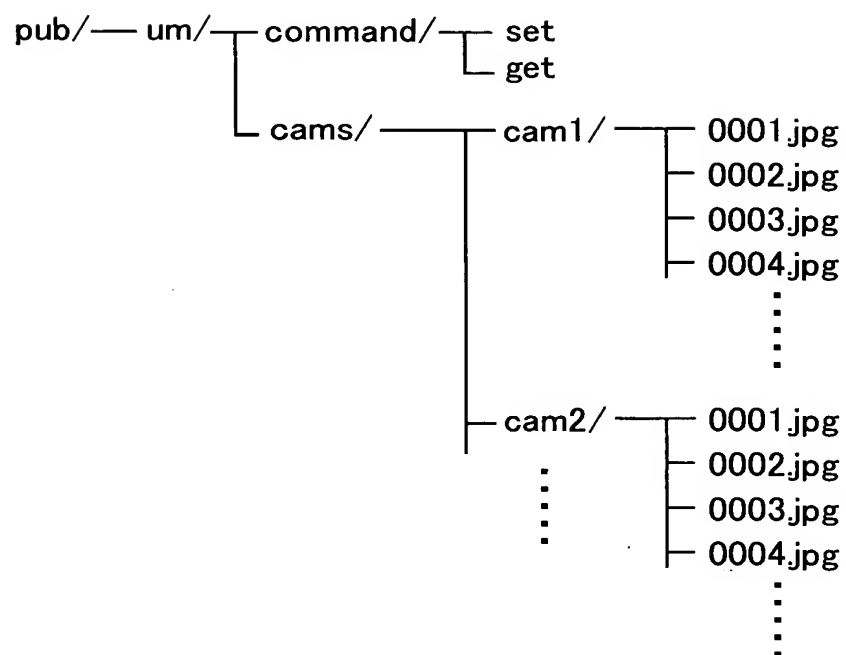 pub/ um/ command/ set
get
cams/ cam1/ 0001.jpg
0002.jpg
0003.jpg
0004.jpg
cam2/ 0001.jpg
0002.jpg
0003.jpg
0004.jpg